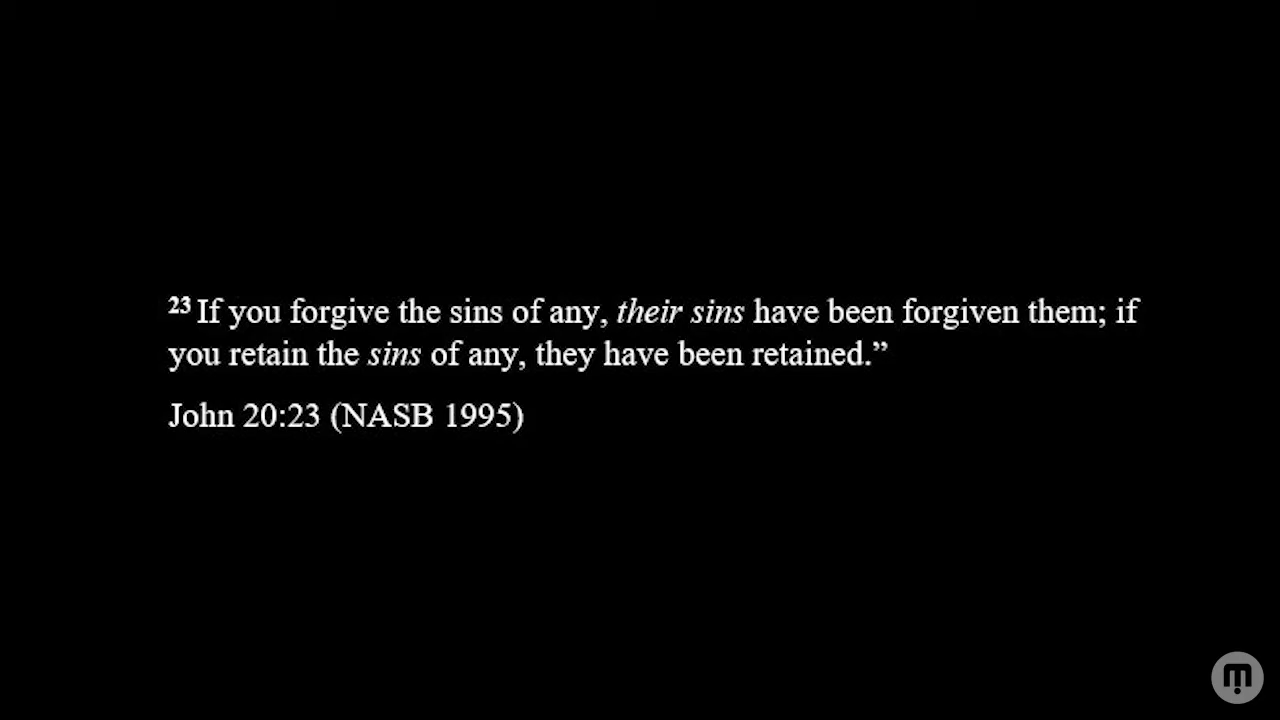 23 If you forgive the sins of any, their sins have been forgiven them; if
you retain the sins of any, they have been retained.”
John 20:23 (NASB 1995)
m